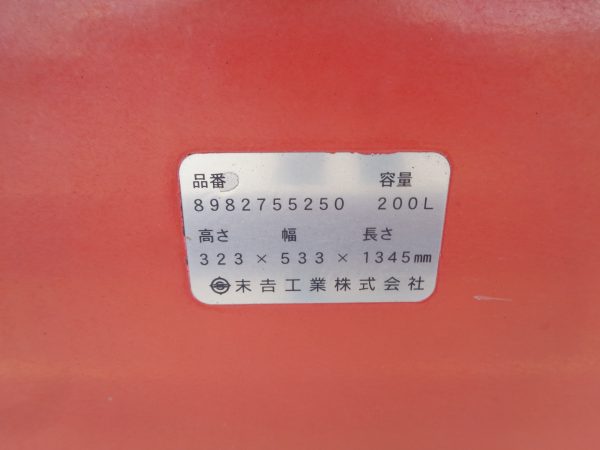 品番 容量
8982755250 200L
高さ 幅 長さ
323 × 533 × 1345mm
末吉工業株式会社